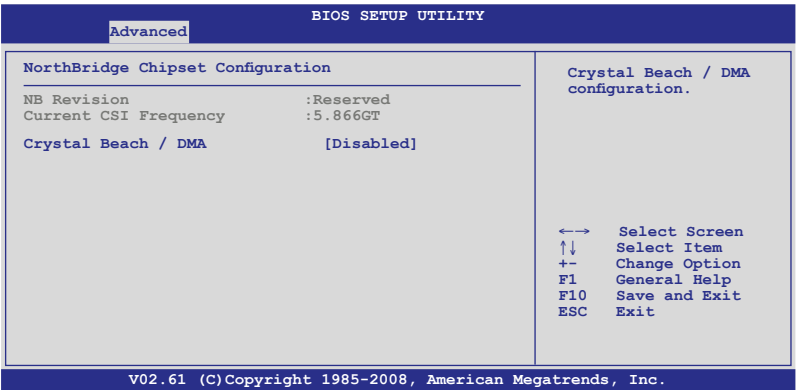 BIOS SETUP UTILITY
Advanced
NorthBridge Chipset Configuration
NB Revision :Reserved
Current CSI Frequency :5.866GT
Crystal Beach / DMA [Disabled]
Crystal Beach / DMA
configuration.
←→ Select Screen
↑↓ Select Item
+- Change Option
F1 General Help
F10 Save and Exit
ESC Exit
V02.61 (C)Copyright 1985-2008, American Megatrends, Inc.